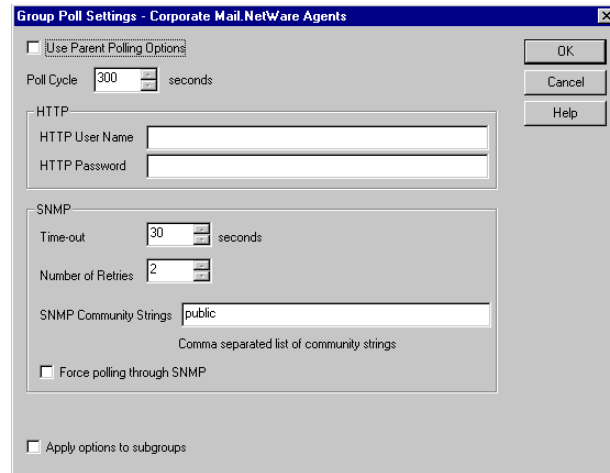 Group Poll Settings - Corporate Mail.NetWare Agents
Use Parent Polling Options
OK
Poll Cycle 300 seconds
Cancel
HTTP
Help
HTTP User Name
HTTP Password
SNMP
Time-out 30 seconds
Number of Retries 2
SNMP Community Strings public
Comma separated list of community strings
Force polling through SNMP
Apply options to subgroups